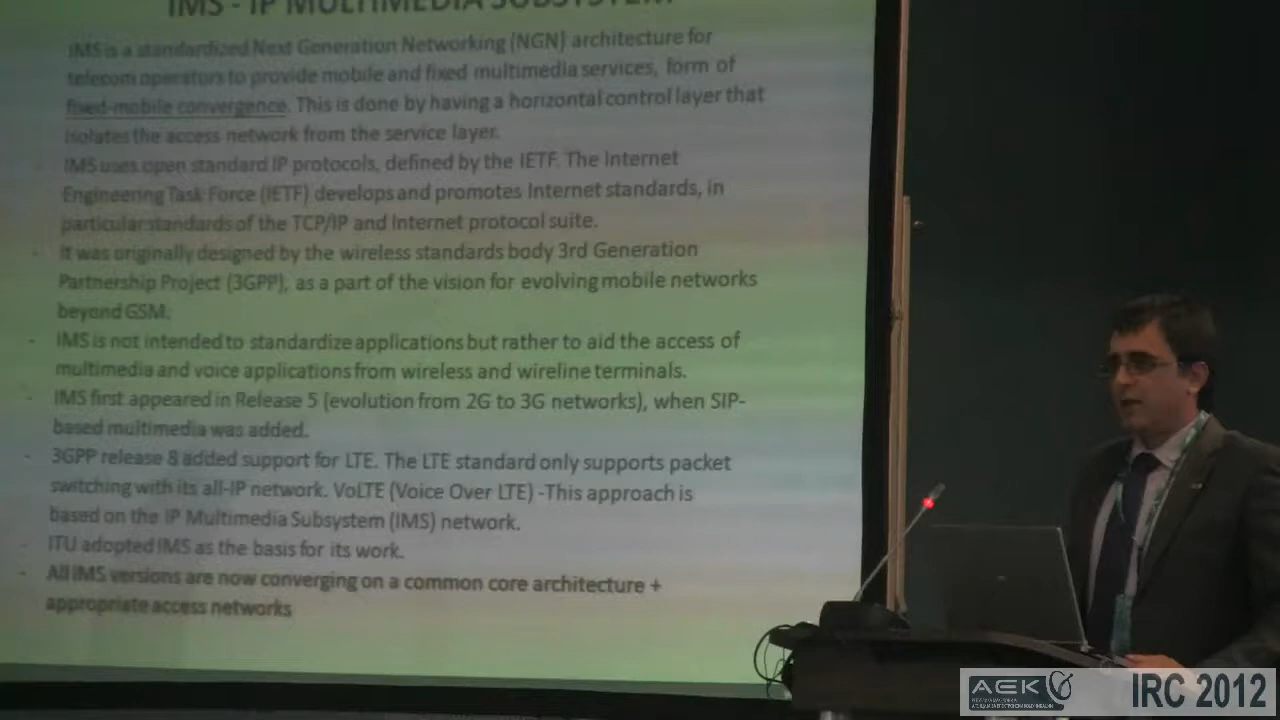 IMS - IP MULTIMEDIA SUBSYSTEM
IMS is a standardized Next Generation Networking (NGN) architecture for
telecom operators to provide mobile and fixed multimedia services, form of
fixed-mobile convergence. This is done by having a horizontal control layer that
isolates the access network from the service layer.
- IMS uses open standard IP protocols, defined by the IETF. The Internet
Engineering Task Force (IETF) develops and promotes Internet standards, in
particular standards of the TCP/IP and Internet protocol suite.
- It was originally designed by the wireless standards body 3rd Generation
Partnership Project (3GPP), as a part of the vision for evolving mobile networks
beyond GSM.
- IMS is not intended to standardize applications but rather to aid the access of
multimedia and voice applications from wireless and wireline terminals.
- IMS first appeared in Release 5 (evolution from 2G to 3G networks), when SIP-
based multimedia was added.
- 3GPP release 8 added support for LTE. The LTE standard only supports packet
switching with its all-IP network. VoLTE (Voice Over LTE) -This approach is
based on the IP Multimedia Subsystem (IMS) network.
- ITU adopted IMS as the basis for its work.
- All IMS versions are now converging on a common core architecture +
appropriate access networks
АЕК
IRC 2012